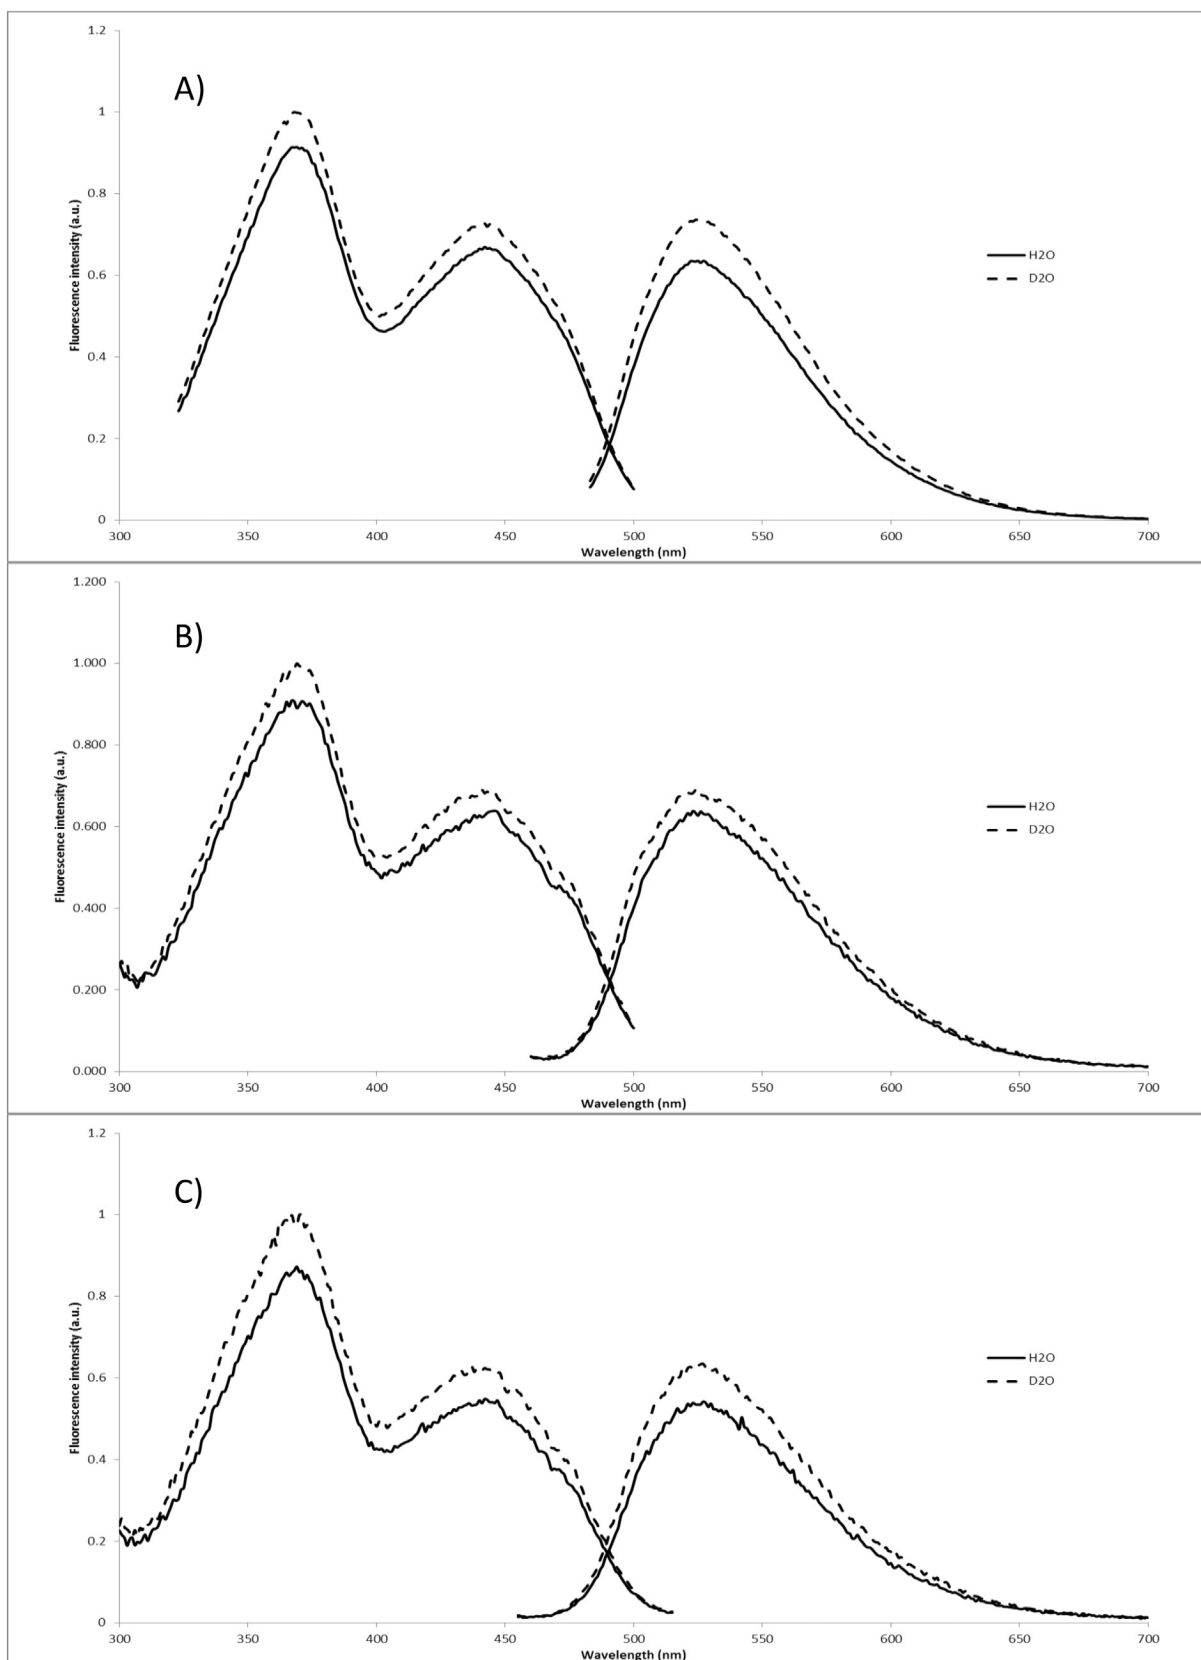 1.2
A)
1
0.8
0.6
0.4
0.2
0
Fluorescence intensity (a.u.)
H2O
D2O
300 350 400 450 500 550 600 650 700
Wavelength (nm)
1.200
B)
1.000
0.800
0.600
0.400
0.200
0.000
Fluorescence intensity (a.u.)
H2O
D2O
300 350 400 450 500 550 600 650 700
Wavelength (nm)
1.2
C)
1
0.8
0.6
0.4
0.2
0
Fluorescence intensity (a.u.)
H2O
D2O
300 350 400 450 500 550 600 650 700
Wavelength (nm)